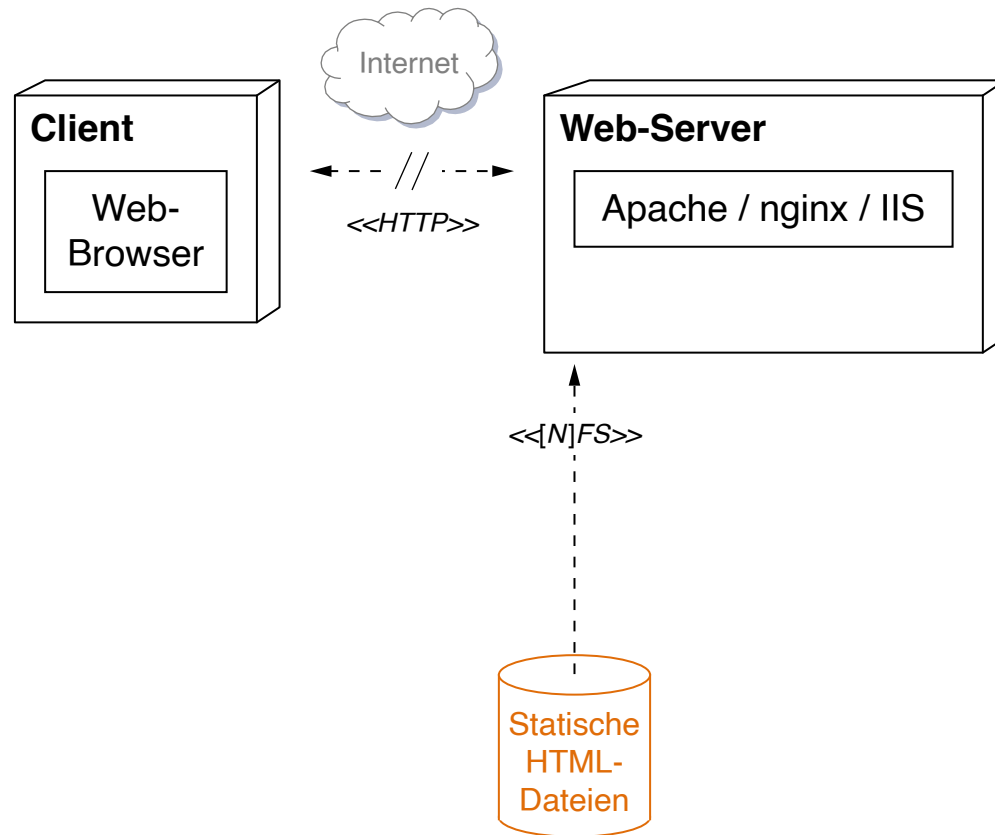 Internet
Client
Web-Server
Web-
Browser
Apache / nginx / IIS
<<HTTP>>
<<[N]FS>>
Statische
HTML-
Dateien